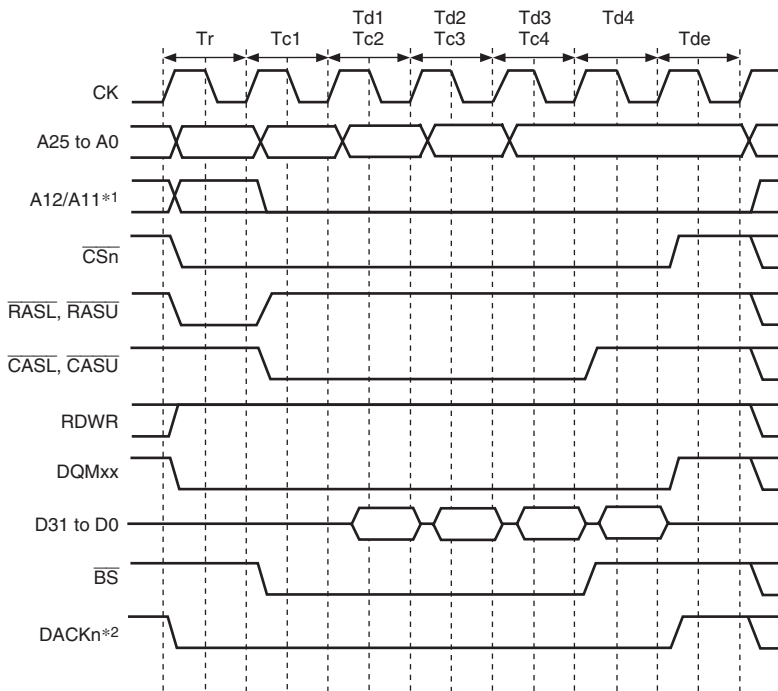 Td1 Td2 Td3 Td4
Tr Tc1 Tc2 Tc3 Tc4 Tde
CK
A25 to A0
A12/A11*1
CSn
RASL, RASU
CASL, CASU
RDWR
DQMxx
D31 to D0
BS
DACKn*2